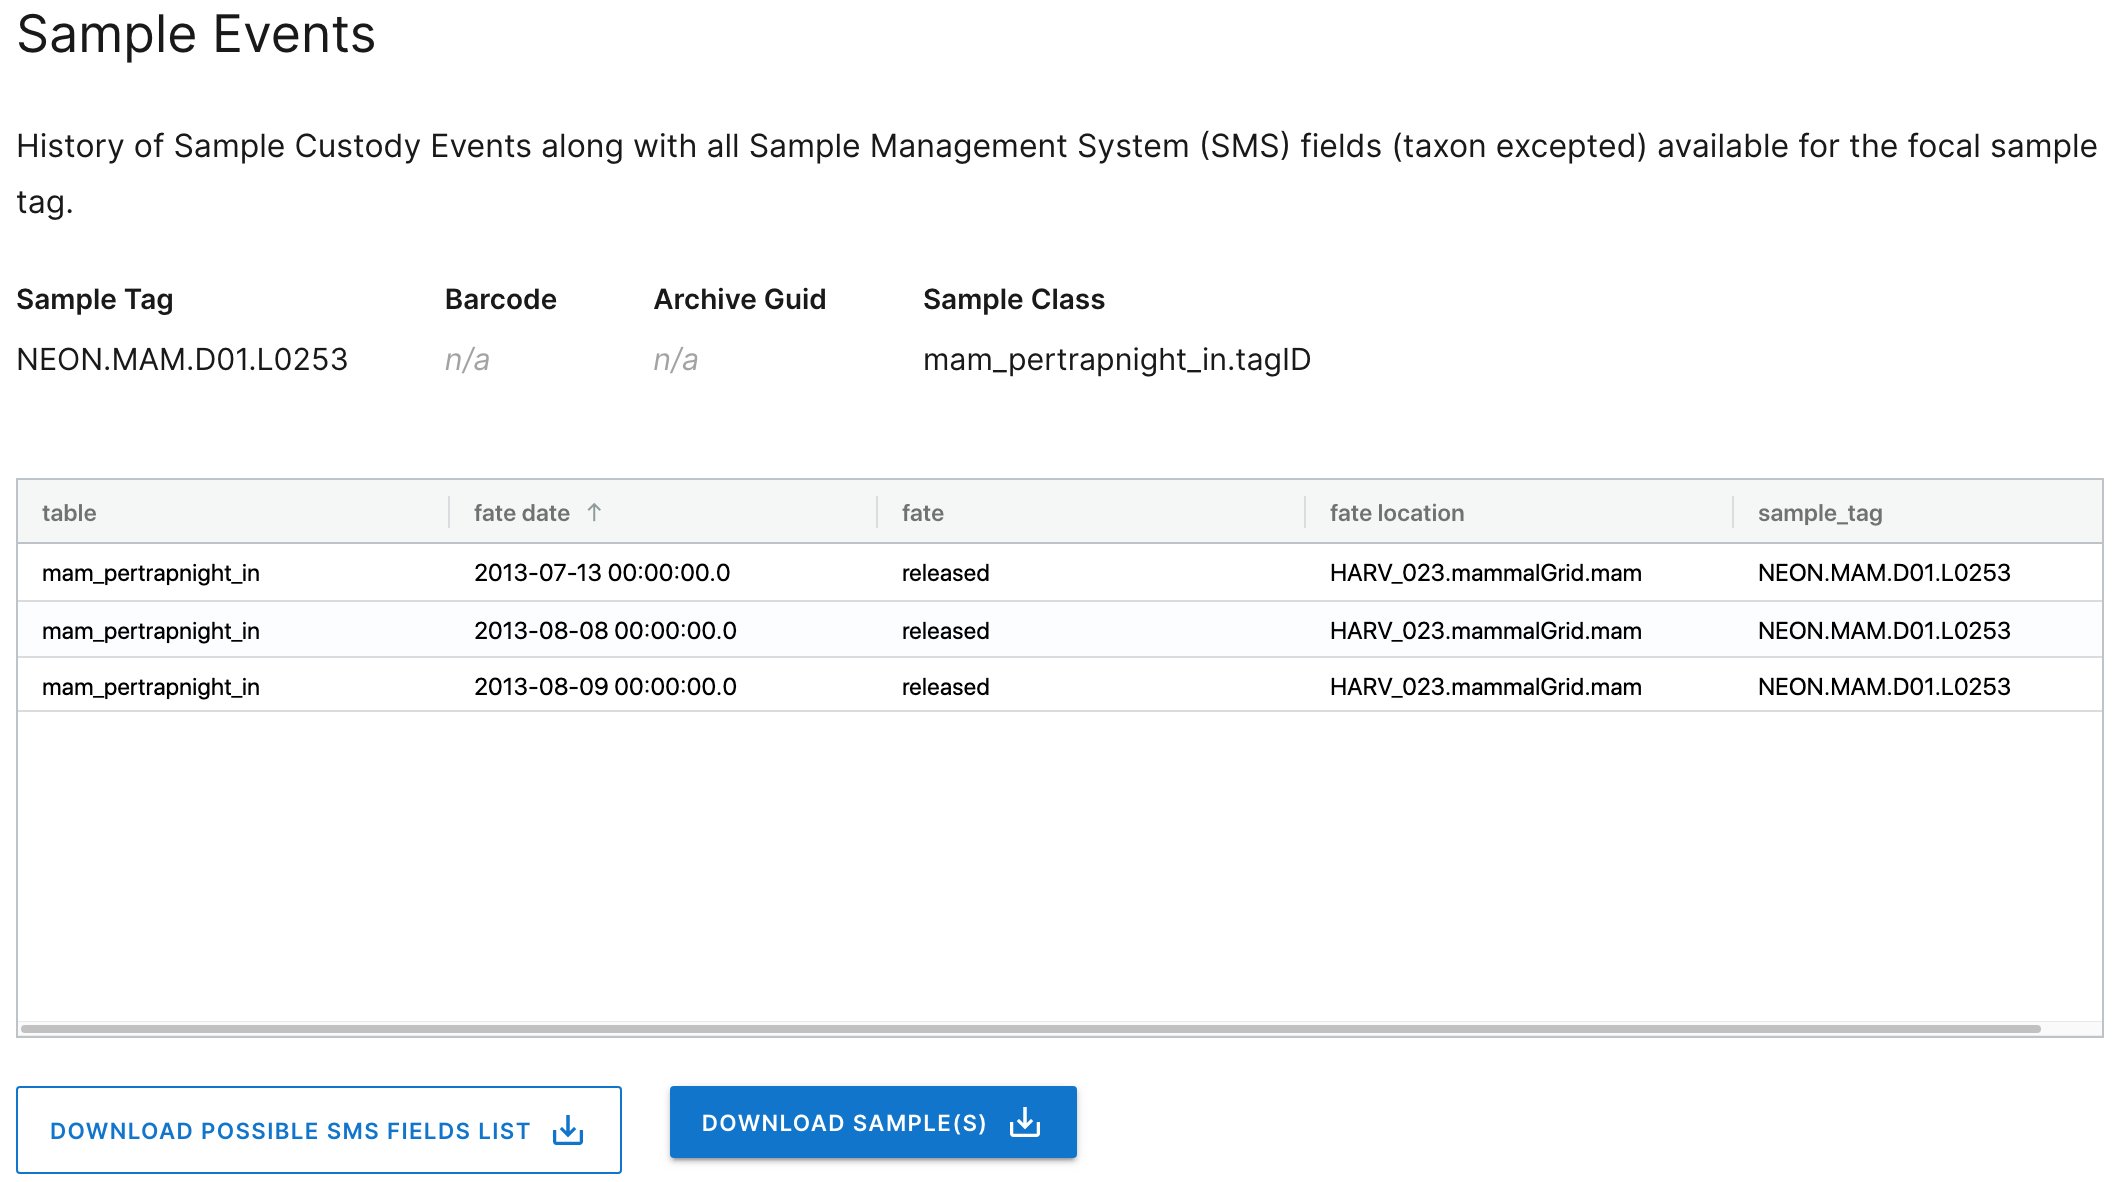 Sample Events
History of Sample Custody Events along with all Sample Management System (SMS) fields (taxon excepted) available for the focal sample
tag.
Sample Tag Barcode Archive Guid Sample Class
NEON.MAM.D01.L0253 n/a n/a mam_pertrapnight_in.tagID
table fate date ↑ fate fate location sample_tag
mam_pertrapnight_in 2013-07-13 00:00:00.0 released HARV_023.mammalGrid.mam NEON.MAM.D01.L0253
mam_pertrapnight_in 2013-08-08 00:00:00.0 released HARV_023.mammalGrid.mam NEON.MAM.D01.L0253
mam_pertrapnight_in 2013-08-09 00:00:00.0 released HARV_023.mammalGrid.mam NEON.MAM.D01.L0253
DOWNLOAD POSSIBLE SMS FIELDS LIST DOWNLOAD SAMPLE(S)